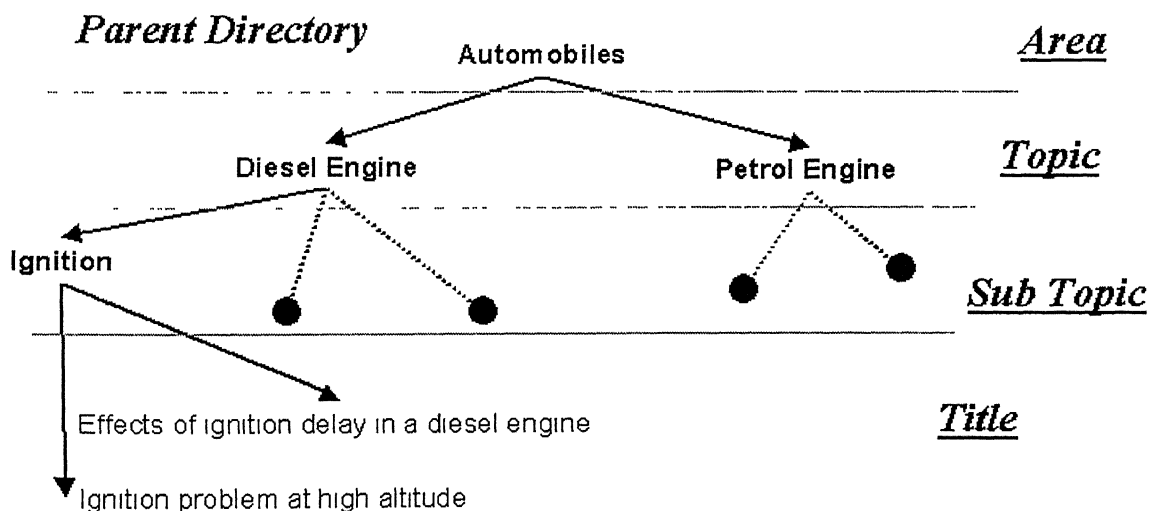 Parent Directory
Automobiles
Area
Diesel Engine
Petrol Engine
Topic
Ignition
Sub Topic
Effects of ignition delay in a diesel engine
Title
Ignition problem at high altitude